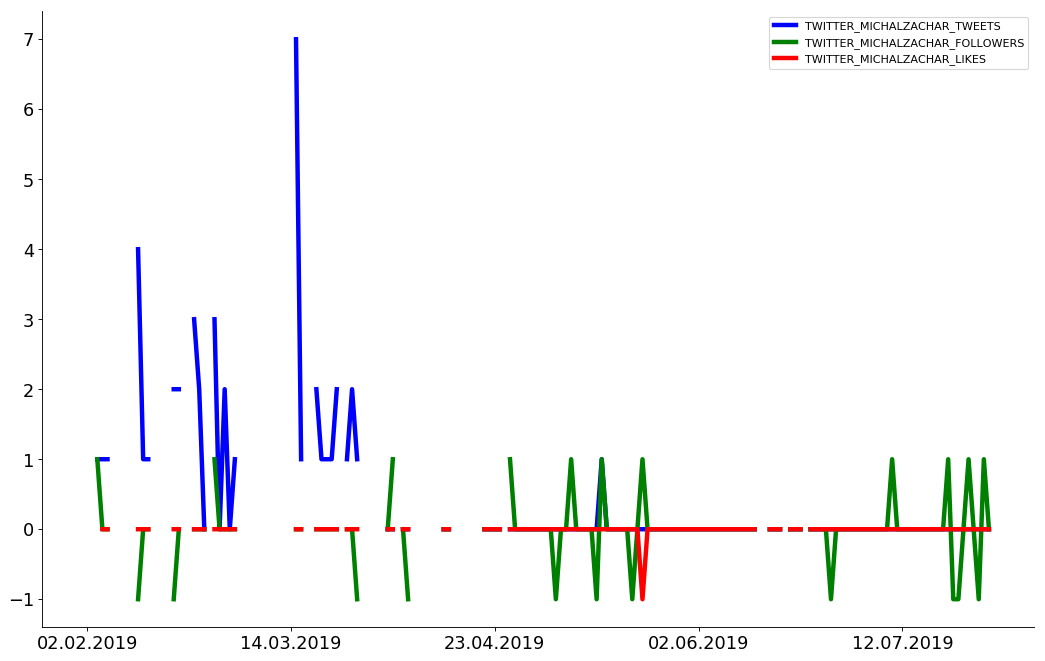 TWITTER_MICHALZACHAR_TWEETS
TWITTER_MICHALZACHAR_FOLLOWERS
TWITTER_MICHALZACHAR_LIKES
7
6
5
4
3
2
1
0
−1
02.02.2019 14.03.2019 23.04.2019 02.06.2019 12.07.2019